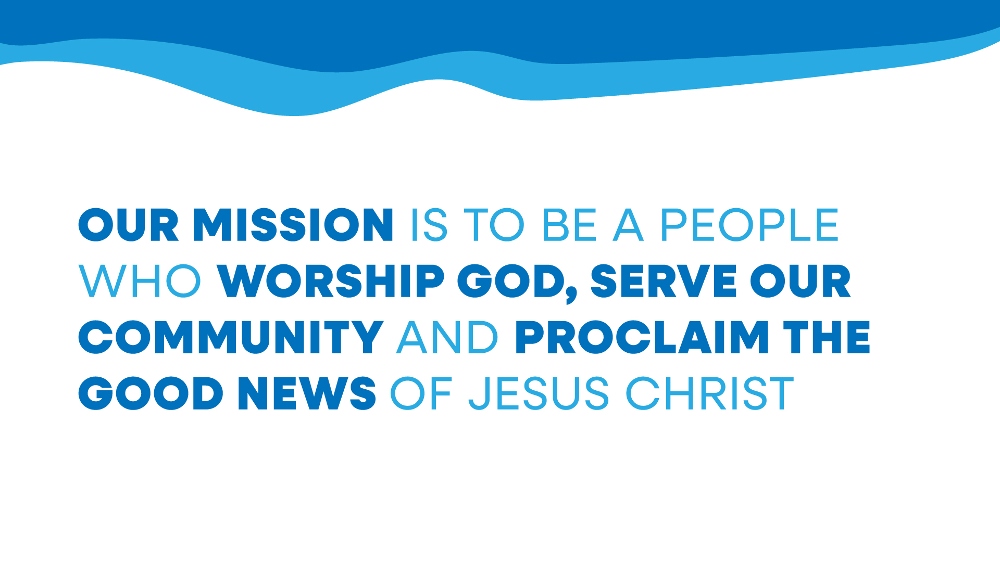 OUR MISSION IS TO BE A PEOPLE
WHO WORSHIP GOD, SERVE OUR
COMMUNITY AND PROCLAIM THE
GOOD NEWS OF JESUS CHRIST